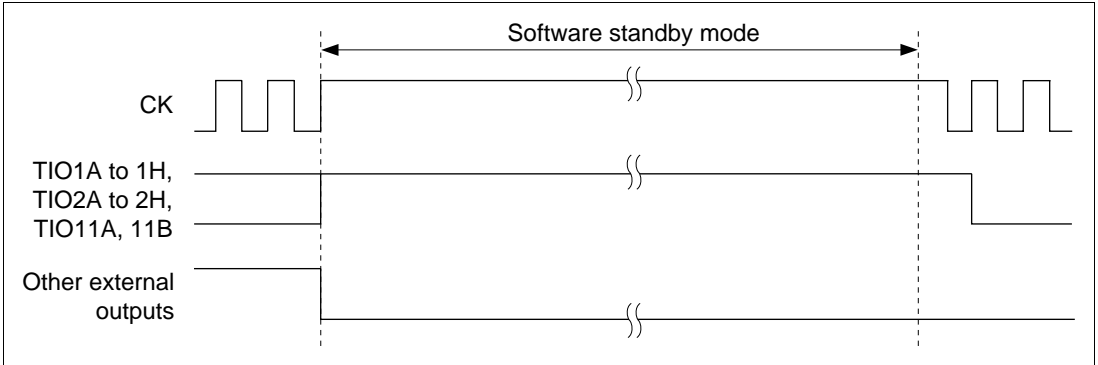 Software standby mode
CK
TIO1A to 1H,
TIO2A to 2H,
TIO11A, 11B
Other external
outputs